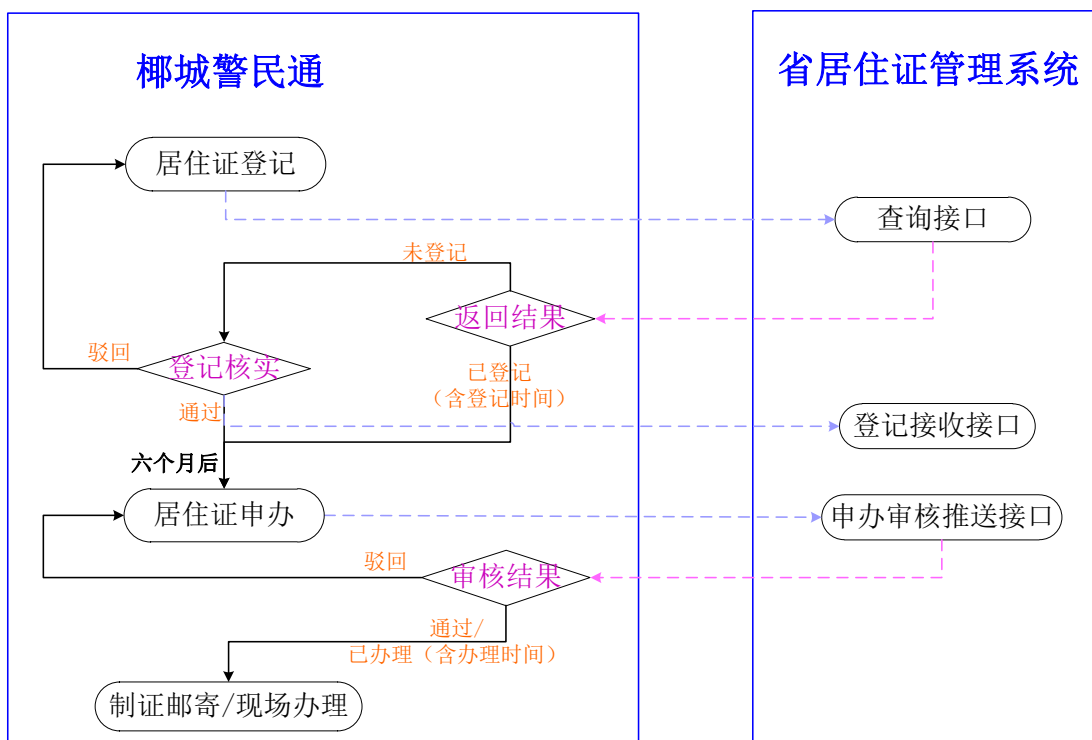 椰城警民通
省居住证管理系统
居住证登记
查询接口
未登记
返回结果
驳回
登记核实
已登记
（含登记时间）
通过
登记接收接口
六个月后
居住证申办
申办审核推送接口
驳回
审核结果
通过/
已办理（含办理时间）
制证邮寄/现场办理